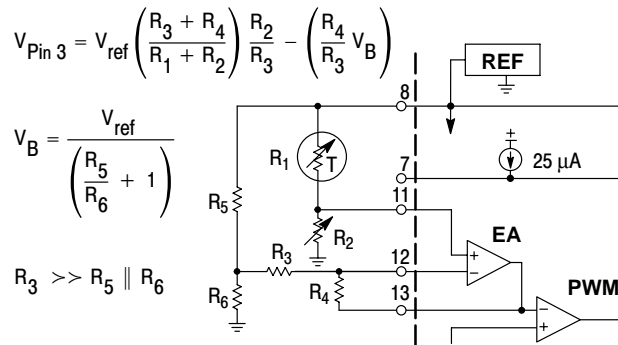 V_Pin 3 = V_ref ( (R_3 + R_4) / (R_1 + R_2) ) R_2 / R_3 − ( R_4 / R_3 V_B )
V_B = V_ref / ( R_5 / R_6 + 1 )
R_3 >> R_5 ∥ R_6
REF
8
R_1
T
7
25 μA
11
R_5
R_2
EA
+
−
R_3
12
PWM
R_6
R_4
13
−
+